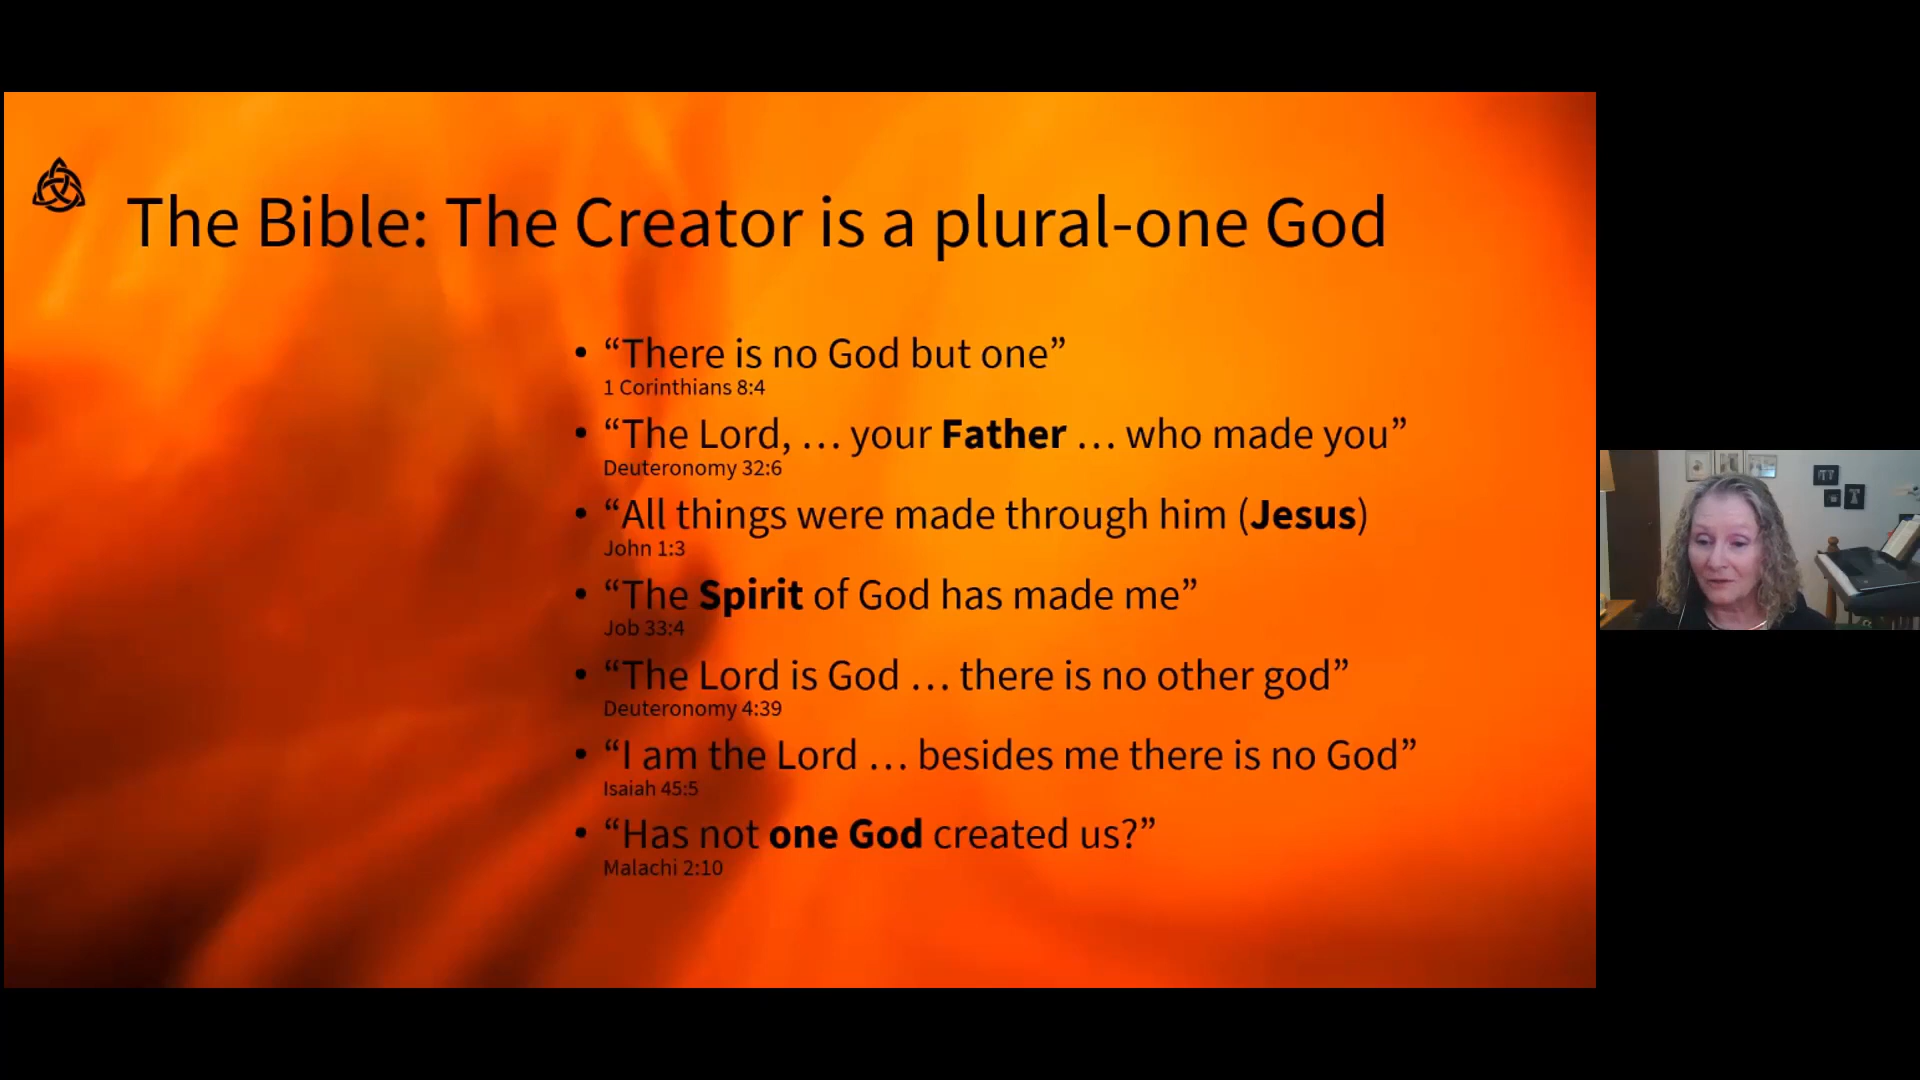 The Bible: The Creator is a plural-one God
• “There is no God but one”
1 Corinthians 8:4
• “The Lord, … your Father … who made you”
Deuteronomy 32:6
• “All things were made through him (Jesus)
John 1:3
• “The Spirit of God has made me”
Job 33:4
• “The Lord is God … there is no other god”
Deuteronomy 4:39
• “I am the Lord … besides me there is no God”
Isaiah 45:5
• “Has not one God created us?”
Malachi 2:10